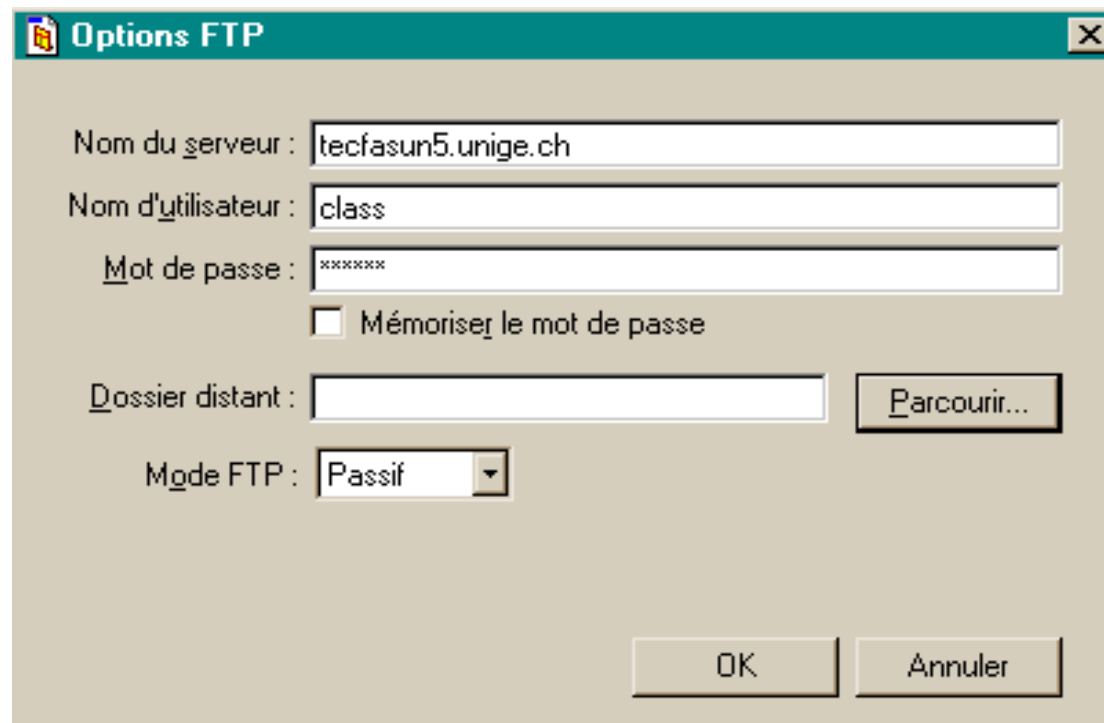 Options FTP
Nom du serveur : tecfasun5.unige.ch
Nom d'utilisateur : class
Mot de passe : ******
Mémoriser le mot de passe
Dossier distant : Parcourir...
Mode FTP : Passif
OK Annuler